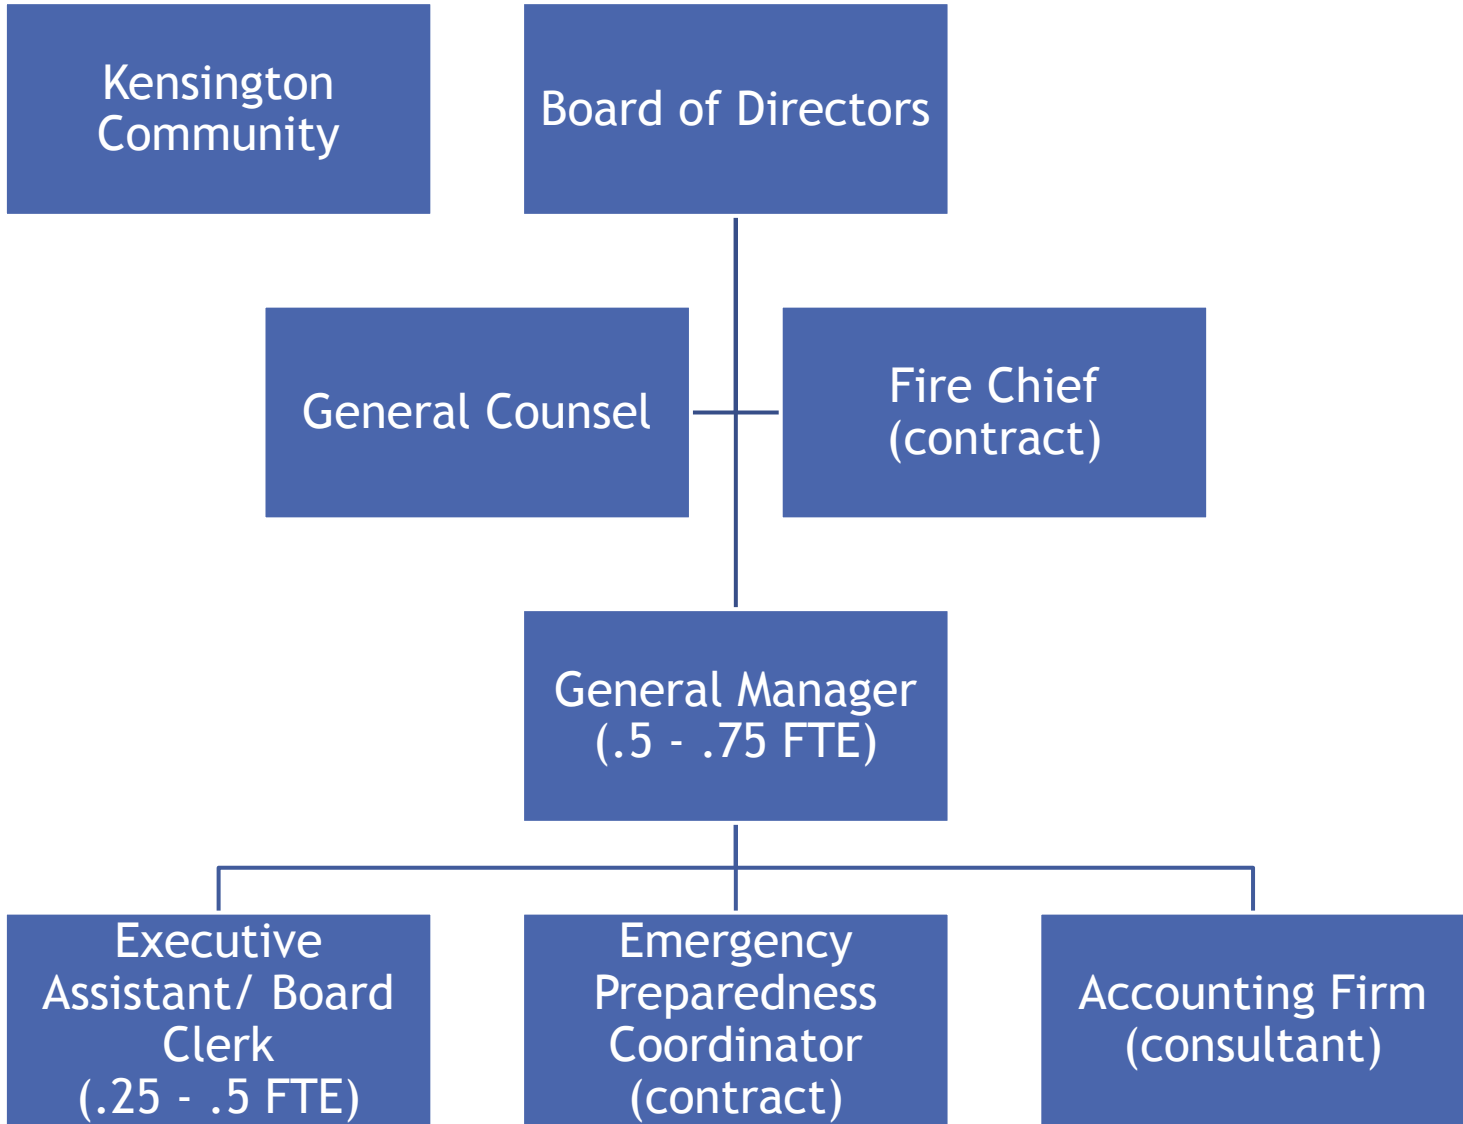 Kensington
Community
Board of Directors
General Counsel
Fire Chief
(contract)
General Manager
(.5 - .75 FTE)
Executive
Assistant/ Board
Clerk
(.25 - .5 FTE)
Emergency
Preparedness
Coordinator
(contract)
Accounting Firm
(consultant)